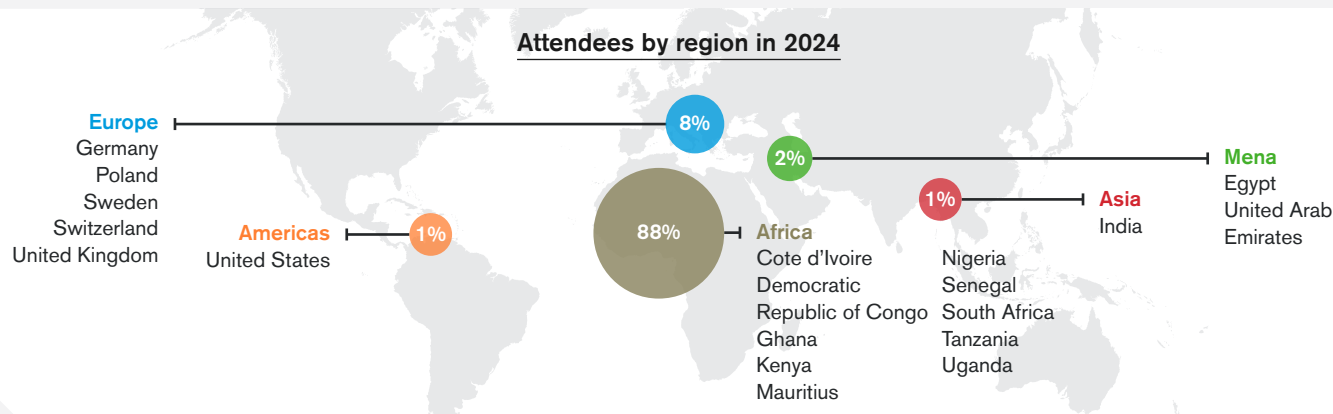 Attendees by region in 2024
Europe
Germany
Poland
Sweden
Switzerland
United Kingdom
8%
Americas
United States
1%
88%
Africa
Cote d'Ivoire
Democratic
Republic of Congo
Ghana
Kenya
Mauritius
Nigeria
Senegal
South Africa
Tanzania
Uganda
2%
Mena
Egypt
United Arab
Emirates
1%
Asia
India